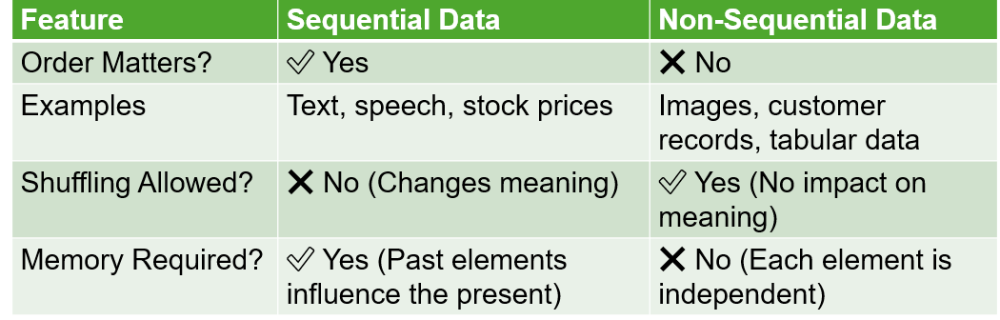 Feature Sequential Data Non-Sequential Data
Order Matters? ✅ Yes ❌ No
Examples Text, speech, stock prices Images, customer
records, tabular data
Shuffling Allowed? ❌ No (Changes meaning) ✅ Yes (No impact on
meaning)
Memory Required? ✅ Yes (Past elements
influence the present) ❌ No (Each element is
independent)